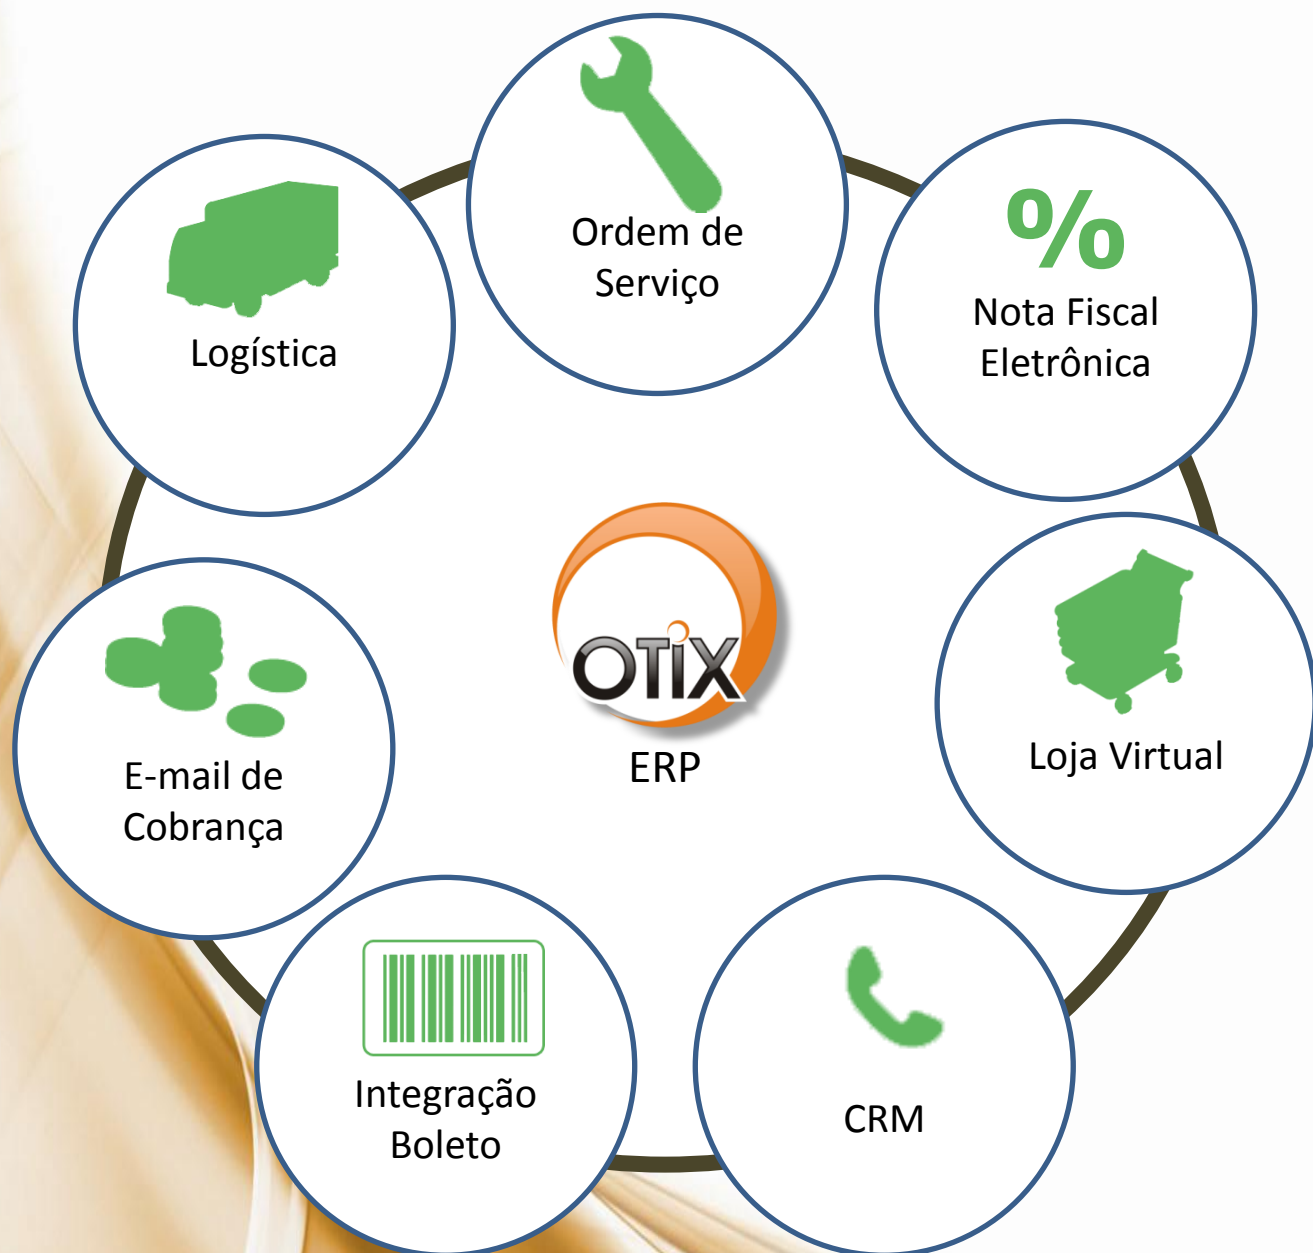 Ordem de
Serviço
%
Nota Fiscal
Eletrônica
Logística
OTiX
ERP
Loja Virtual
E-mail de
Cobrança
Integração
Boleto
CRM